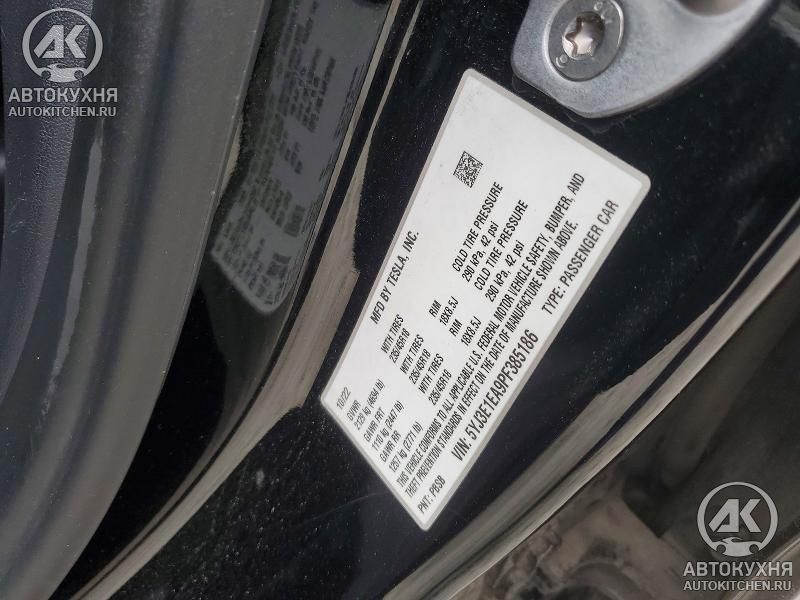 AK
АВТОКУХНЯ
AUTOKITCHEN.RU
MFD BY TESLA, INC.
10/22
GVWR WITH TIRES RIM COLD TIRE PRESSURE
2125 kg (4684 lb) 235/45R18 18X8.5J 290 kPa, 42 psi
GAWR FRT WITH TIRES RIM COLD TIRE PRESSURE
1110 kg (2447 lb) 235/45R18 18X8.5J 290 kPa, 42 psi
GAWR RR WITH TIRES
1257 kg (2771 lb) 235/45R18
THIS VEHICLE CONFORMS TO ALL APPLICABLE U.S. FEDERAL MOTOR VEHICLE SAFETY, BUMPER, AND
THEFT PREVENTION STANDARDS IN EFFECT ON THE DATE OF MANUFACTURE SHOWN ABOVE.
VIN: 5YJ3E1EA9PF385186 TYPE: PASSENGER CAR
PNT: PBSB
AK
АВТОКУХНЯ
AUTOKITCHEN.RU